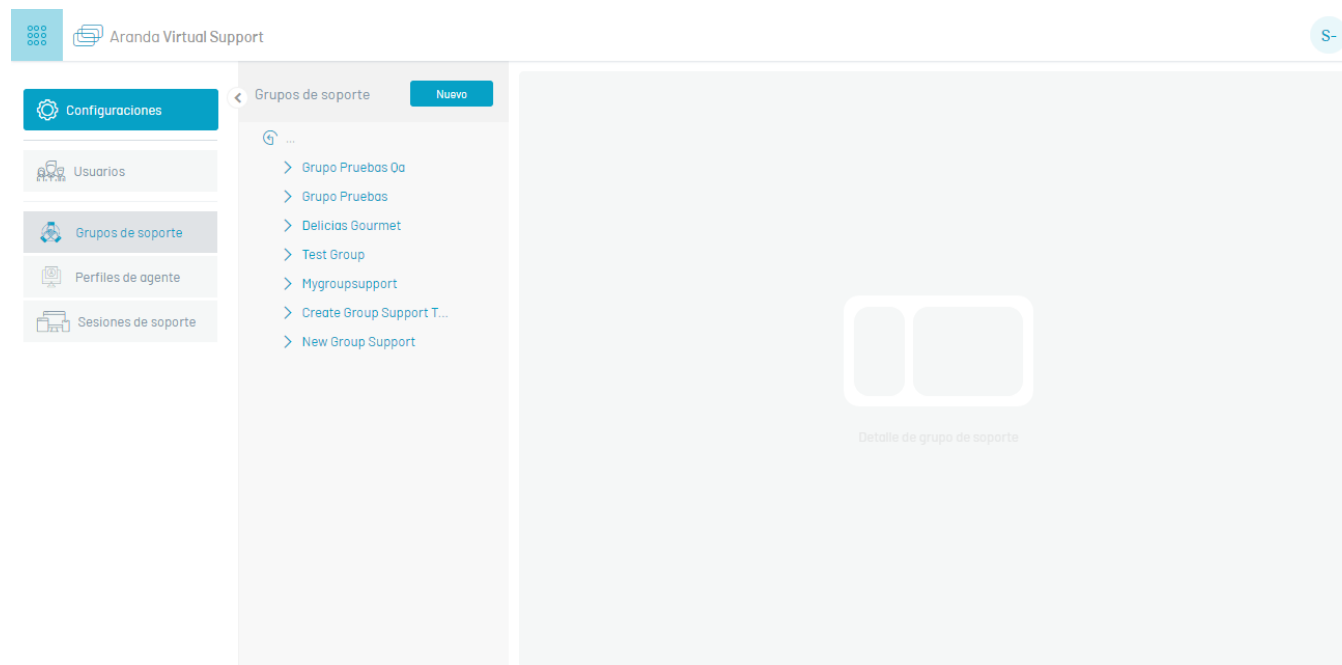 Aranda Virtual Support
S-
Configuraciones
Usuarios
Grupos de soporte
Perfiles de agente
Sesiones de soporte
Grupos de soporte
Nuevo
...
Grupo Pruebas Qa
Grupo Pruebas
Delicias Gourmet
Test Group
Mygroupsupport
Create Group Support T...
New Group Support
Detalle de grupo de soporte